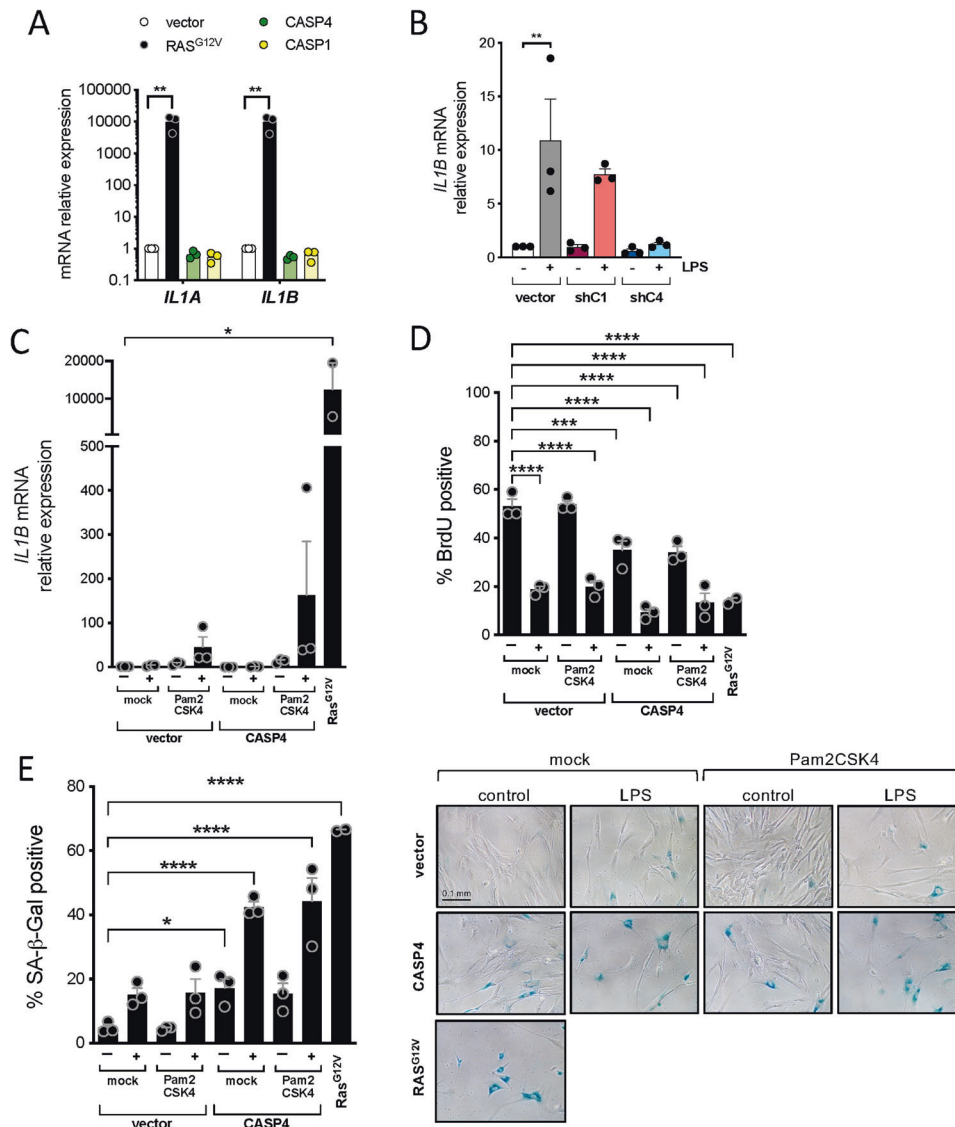 A
vector
CASP4
RAS^G12V
CASP1
mRNA relative expression
100000
10000
1000
100
10
1
0.1
**
**
IL1A
IL1B
B
IL1B mRNA
relative expression
20
15
10
5
0
**
- + - + - + LPS
vector
shC1
shC4
C
IL1B mRNA
relative expression
20000
10000
500
400
300
200
100
0
*
− + − + − + − +
mock
Pam2
CSK4
mock
Pam2
CSK4
Ras^G12V
vector
CASP4
D
% BrdU positive
100
80
60
40
20
0
****
****
****
****
***
****
****
− + − + − + − +
mock
Pam2
CSK4
mock
Pam2
CSK4
Ras^G12V
vector
CASP4
E
% SA-β-Gal positive
80
60
40
20
0
****
****
****
*
− + − + − + − +
mock
Pam2
CSK4
mock
Pam2
CSK4
Ras^G12V
vector
CASP4
mock
Pam2CSK4
control
LPS
control
LPS
vector
0.1 mm
CASP4
RAS^G12V